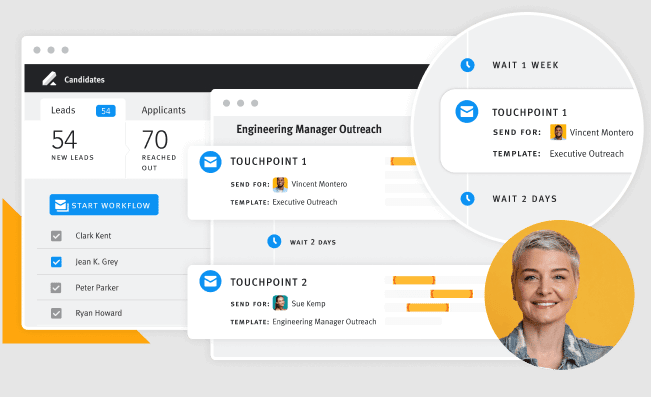 Candidates
Leads 54 Applicants
54 70
NEW LEADS REACHED OUT
START WORKFLOW
Clark Kent
Jean K. Grey
Peter Parker
Ryan Howard
Engineering Manager Outreach
TOUCHPOINT 1
SEND FOR: Vincent Montero
TEMPLATE: Executive Outreach
WAIT 2 DAYS
TOUCHPOINT 2
SEND FOR: Sue Kemp
TEMPLATE: Engineering Manager Outreach
WAIT 1 WEEK
TOUCHPOINT 1
SEND FOR: Vincent Montero
TEMPLATE: Executive Outreach
WAIT 2 DAYS